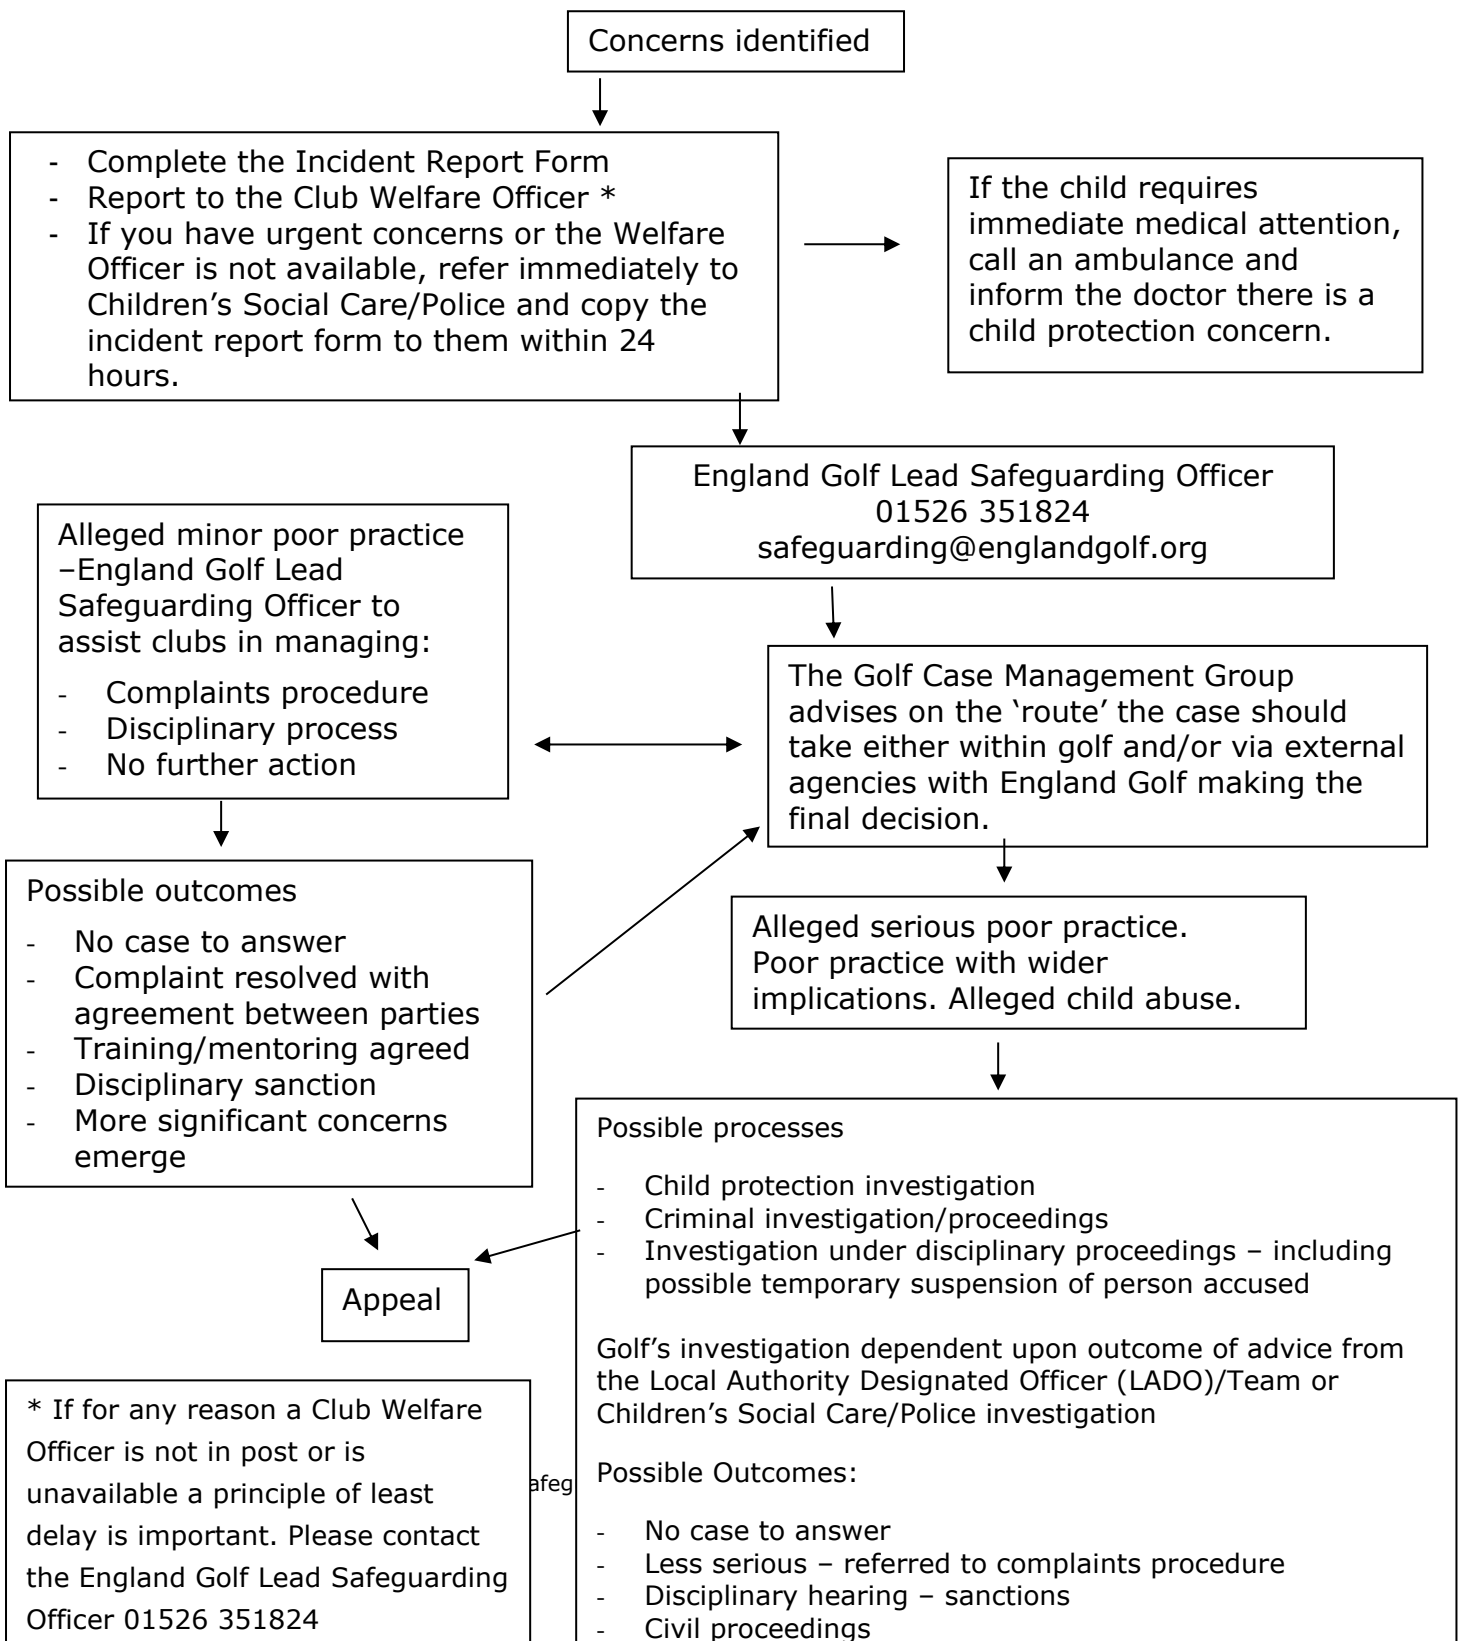 Concerns identified
- Complete the Incident Report Form
- Report to the Club Welfare Officer *
- If you have urgent concerns or the Welfare
Officer is not available, refer immediately to
Children’s Social Care/Police and copy the
incident report form to them within 24
hours.
If the child requires
immediate medical attention,
call an ambulance and
inform the doctor there is a
child protection concern.
England Golf Lead Safeguarding Officer
01526 351824
safeguarding@englandgolf.org
Alleged minor poor practice
–England Golf Lead
Safeguarding Officer to
assist clubs in managing:
- Complaints procedure
- Disciplinary process
- No further action
The Golf Case Management Group
advises on the ‘route’ the case should
take either within golf and/or via external
agencies with England Golf making the
final decision.
Possible outcomes
- No case to answer
- Complaint resolved with
agreement between parties
- Training/mentoring agreed
- Disciplinary sanction
- More significant concerns
emerge
Alleged serious poor practice.
Poor practice with wider
implications. Alleged child abuse.
Possible processes
- Child protection investigation
- Criminal investigation/proceedings
- Investigation under disciplinary proceedings – including
possible temporary suspension of person accused
Golf’s investigation dependent upon outcome of advice from
the Local Authority Designated Officer (LADO)/Team or
Children’s Social Care/Police investigation
Possible Outcomes:
- No case to answer
- Less serious – referred to complaints procedure
- Disciplinary hearing – sanctions
- Civil proceedings
Appeal
* If for any reason a Club Welfare
Officer is not in post or is
unavailable a principle of least
delay is important. Please contact
the England Golf Lead Safeguarding
Officer 01526 351824